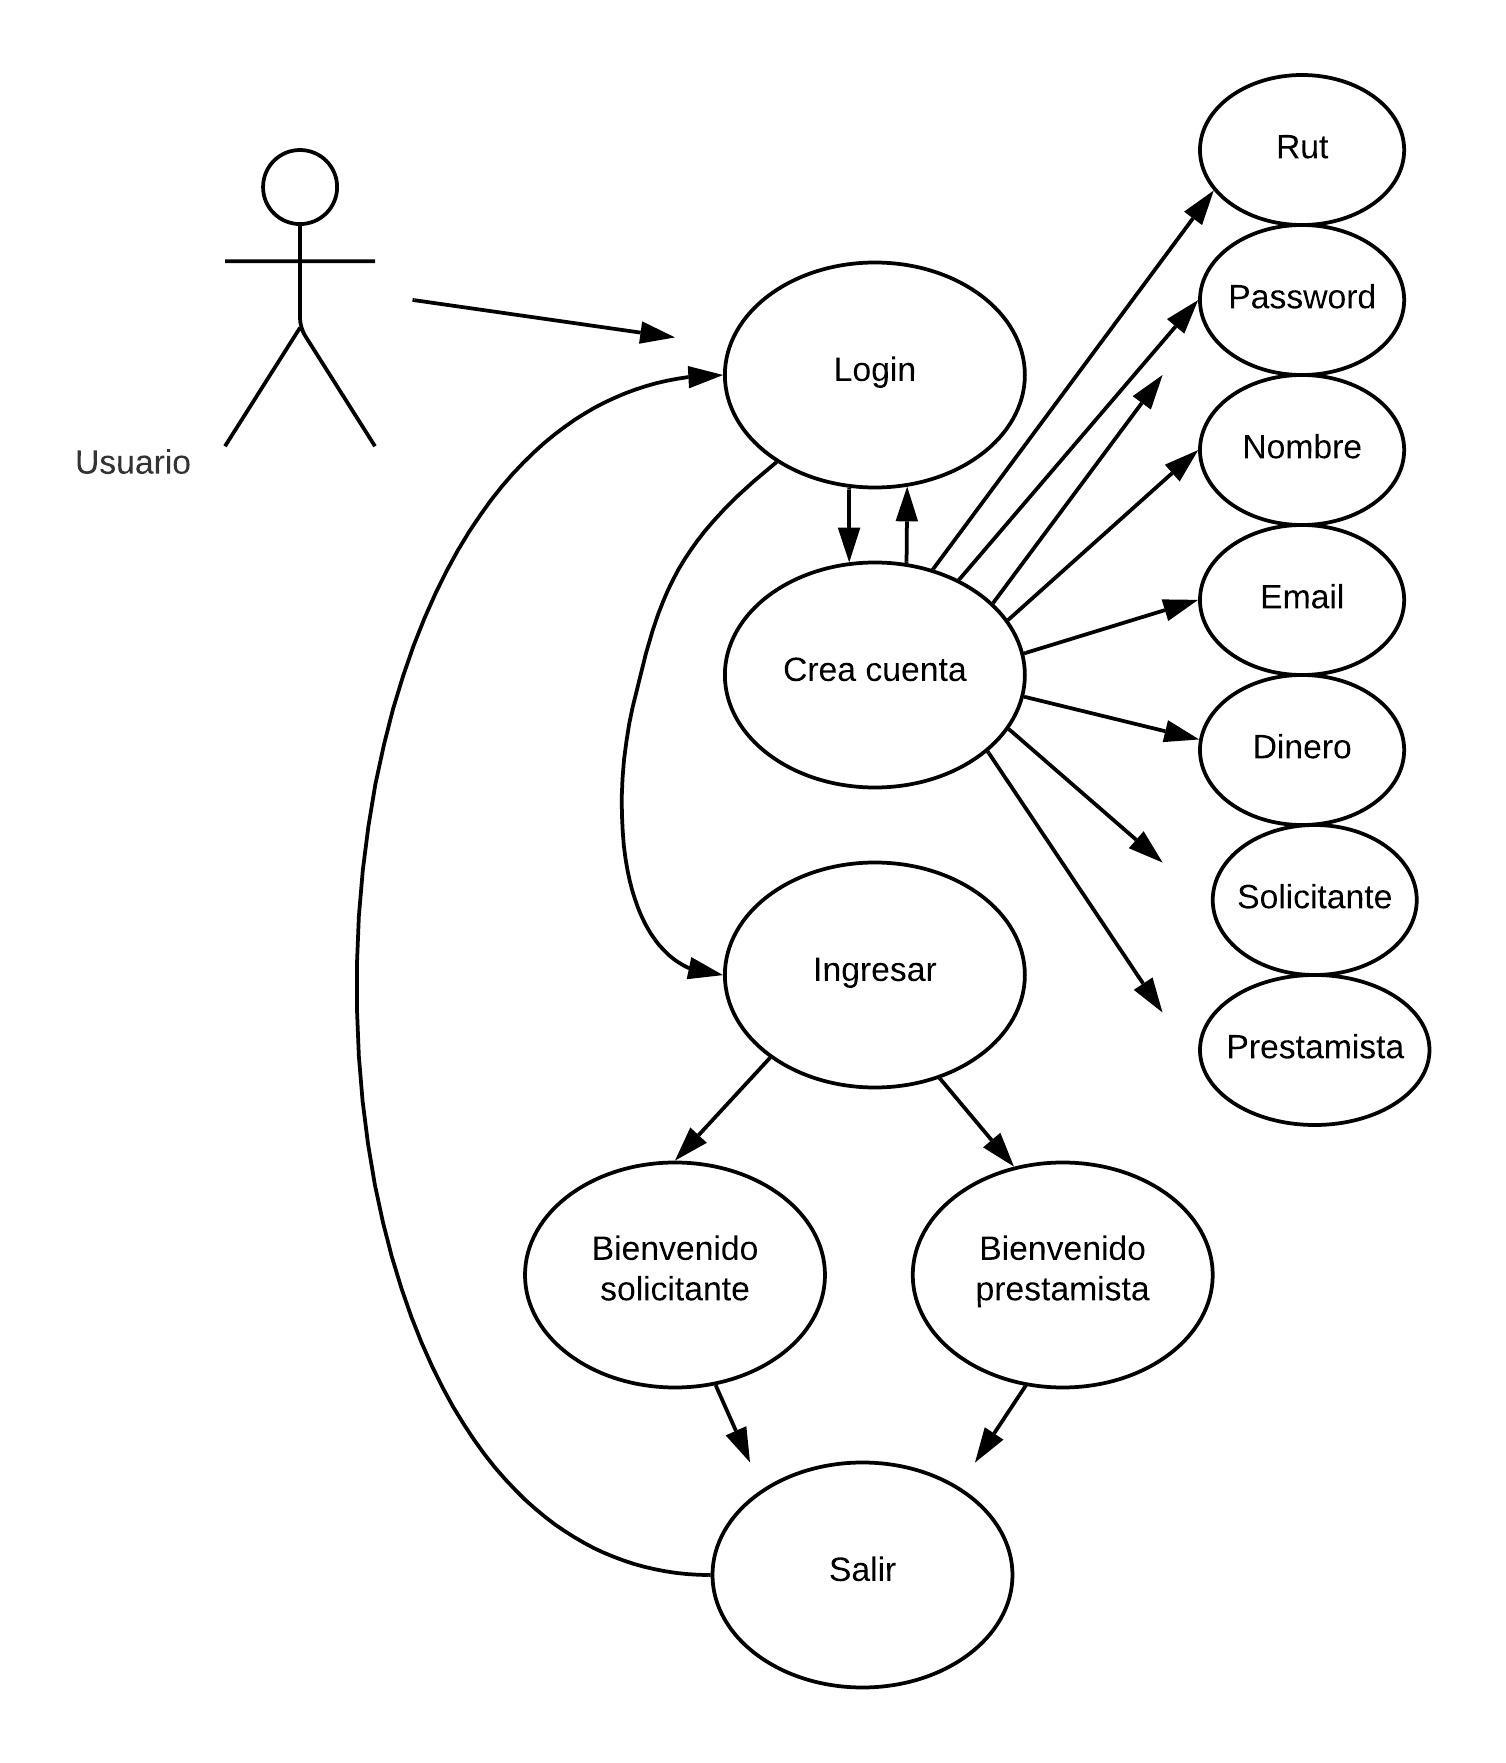 Rut
Password
Login
Nombre
Usuario
Email
Crea cuenta
Dinero
Solicitante
Ingresar
Prestamista
Bienvenido
solicitante
Bienvenido
prestamista
Salir